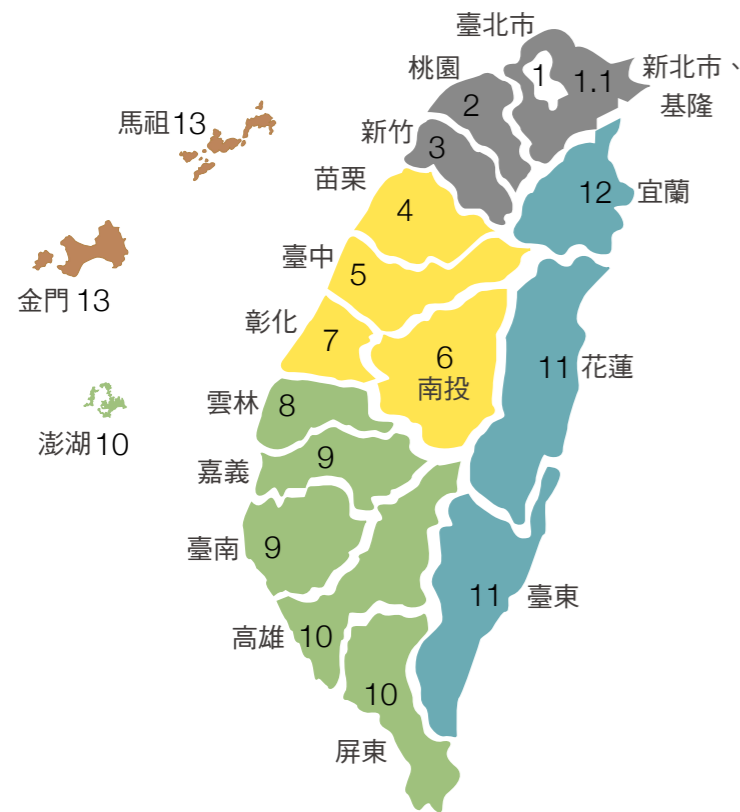 臺北市
1
1.1
新北市、
基隆
桃園
2
新竹
3
馬祖13
苗栗
4
12
宜蘭
臺中
5
金門 13
彰化
7
6
南投
11 花蓮
雲林
8
澎湖10
嘉義
9
臺南
9
11
臺東
高雄
10
10
屏東